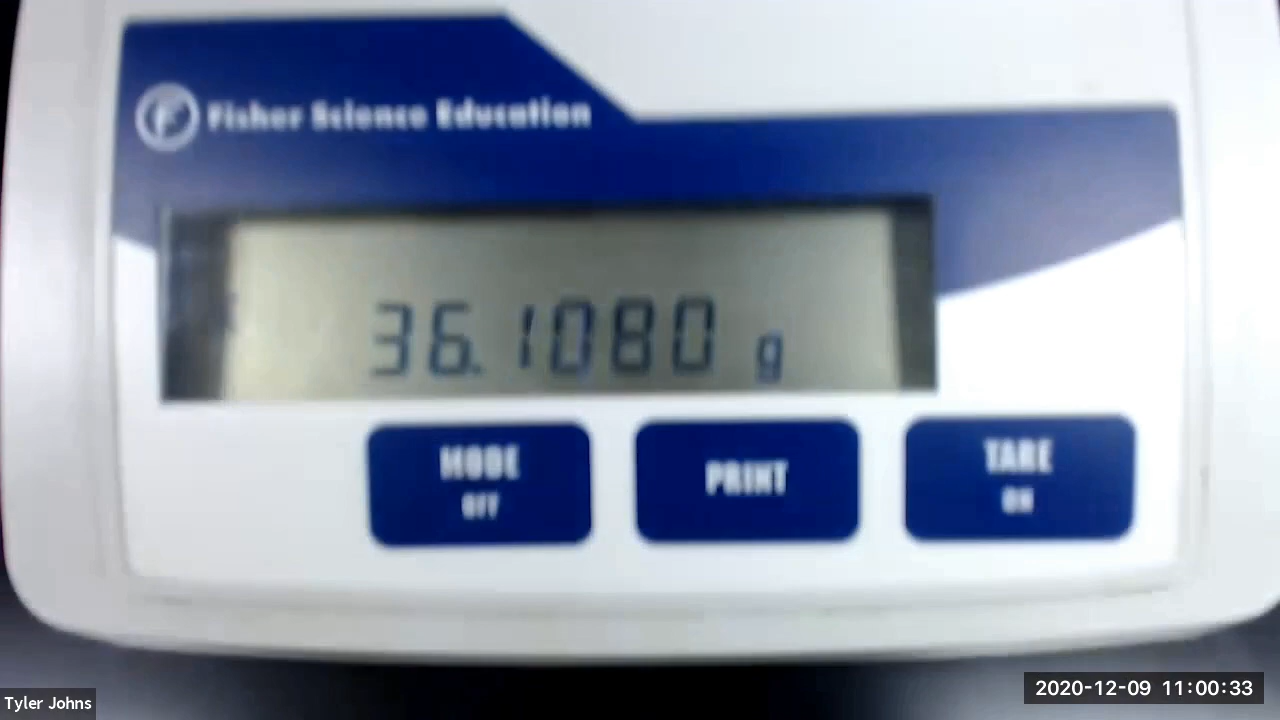 Fisher Science Education
36.1080 g
MODE
OFF
PRINT
TARE
ON
Tyler Johns
2020-12-09 11:00:33